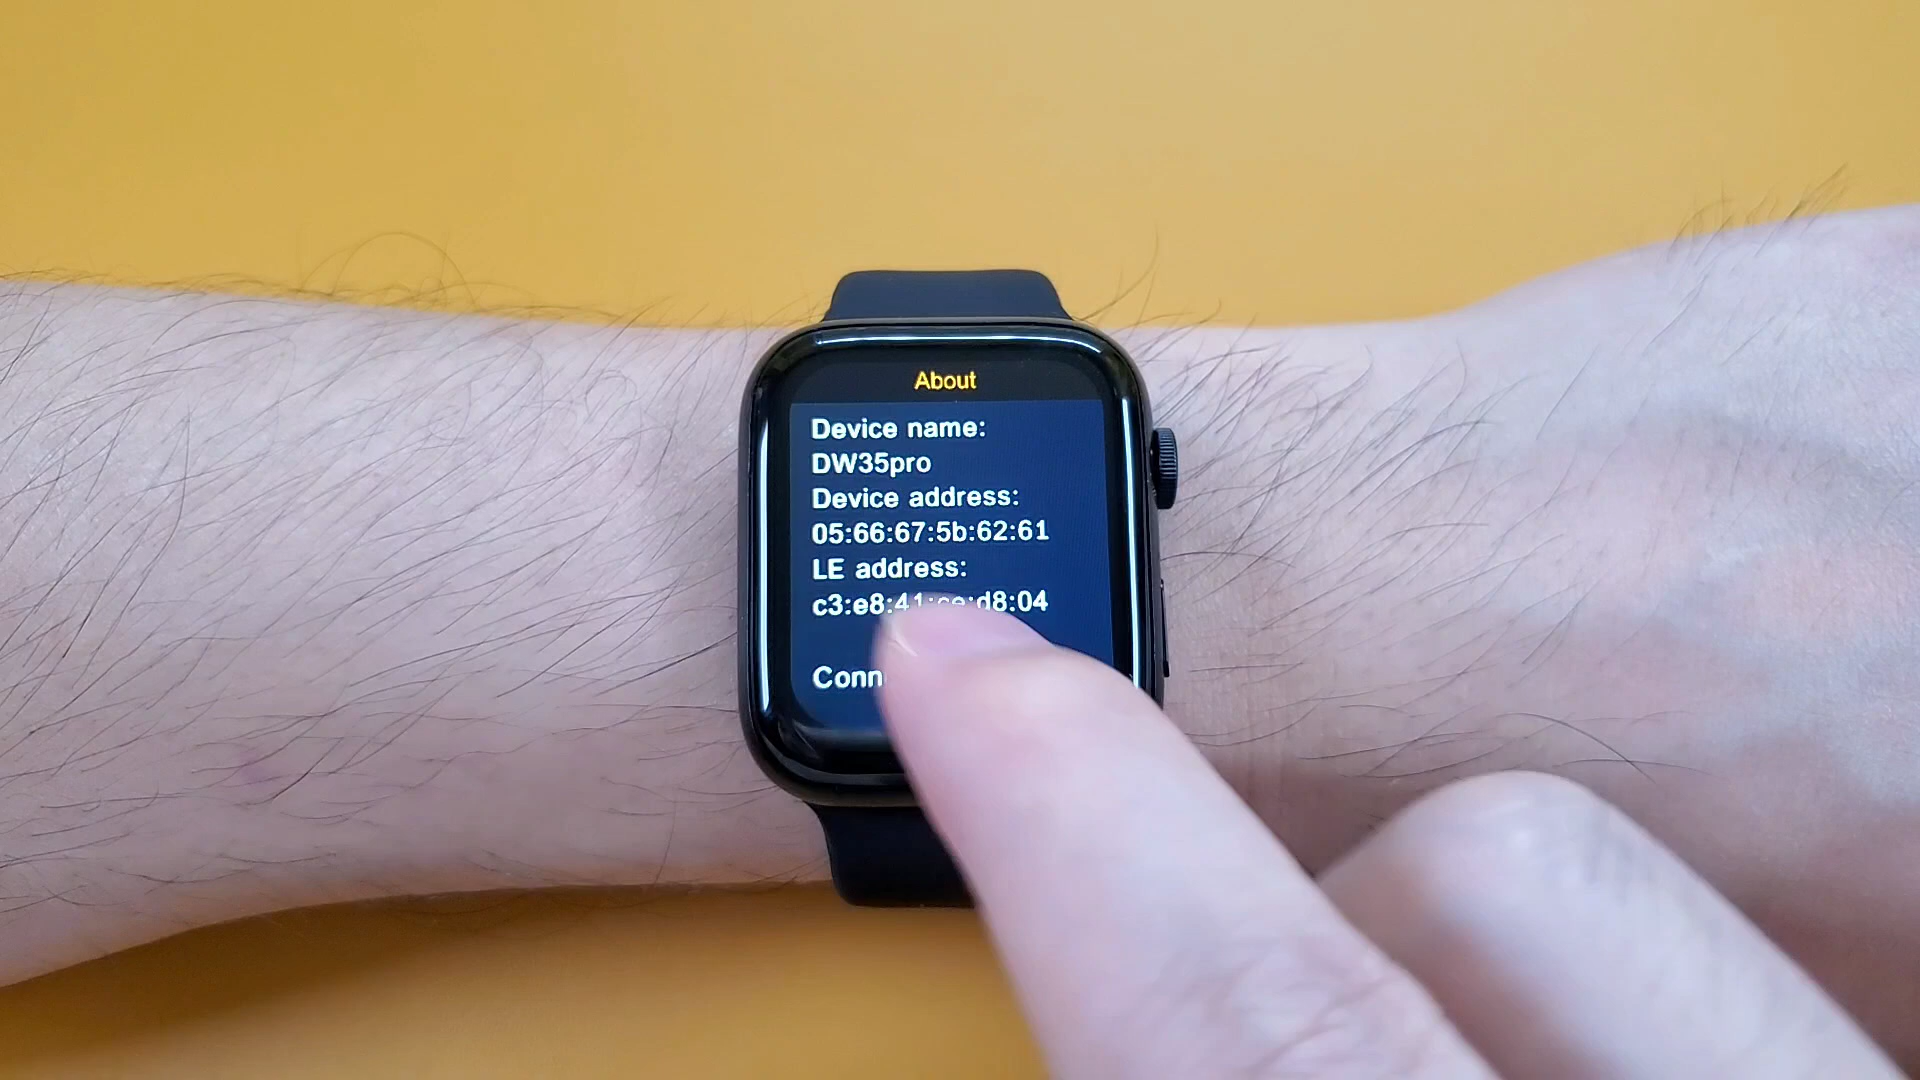 About
Device name:
DW35pro
Device address:
05:66:67:5b:62:61
LE address:
c3:e8:41:ce:d8:04